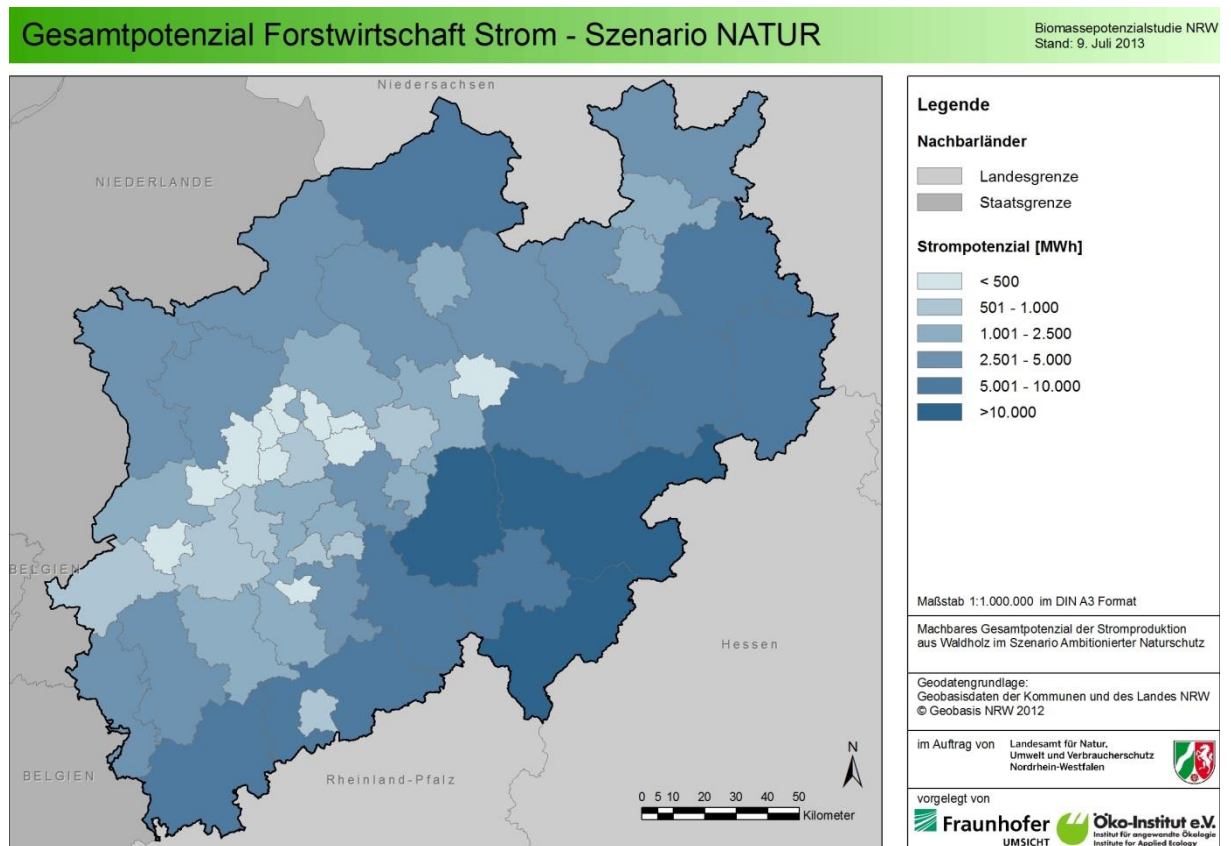 Gesamtpotenzial Forstwirtschaft Strom - Szenario NATUR
Biomassepotenzialstudie NRW
Stand: 9. Juli 2013
Niedersachsen
NIEDERLANDE
BELGIEN
Hessen
BELGIEN
Rheinland-Pfalz
N
0 5 10 20 30 40 50
Kilometer
Legende
Nachbarländer
Landesgrenze
Staatsgrenze
Strompotenzial [MWh]
< 500
501 - 1.000
1.001 - 2.500
2.501 - 5.000
5.001 - 10.000
>10.000
Maßstab 1:1.000.000 im DIN A3 Format
Machbares Gesamtpotenzial der Stromproduktion
aus Waldholz im Szenario Ambitionierter Naturschutz
Geodatengrundlage:
Geobasisdaten der Kommunen und des Landes NRW
© Geobasis NRW 2012
im Auftrag von
Landesamt für Natur,
Umwelt und Verbraucherschutz
Nordrhein-Westfalen
vorgelegt von
Fraunhofer
UMSICHT
Öko-Institut e.V.
Institut für angewandte Ökologie
Institute for Applied Ecology